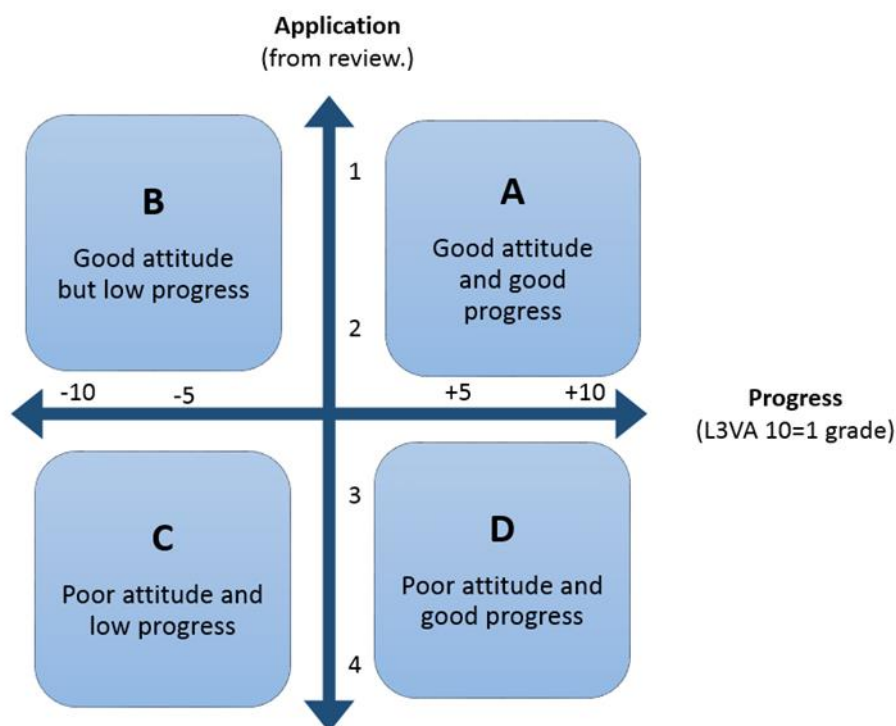 Application
(from review.)
B
Good attitude
but low progress
1
2
A
Good attitude
and good
progress
-10
-5
+5
+10
Progress
(L3VA 10=1 grade)
C
Poor attitude and
low progress
3
4
D
Poor attitude and
good progress